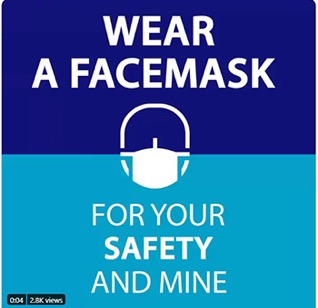 WEAR
A FACEMASK
FOR YOUR
SAFETY
AND MINE
0:04 2.8K views